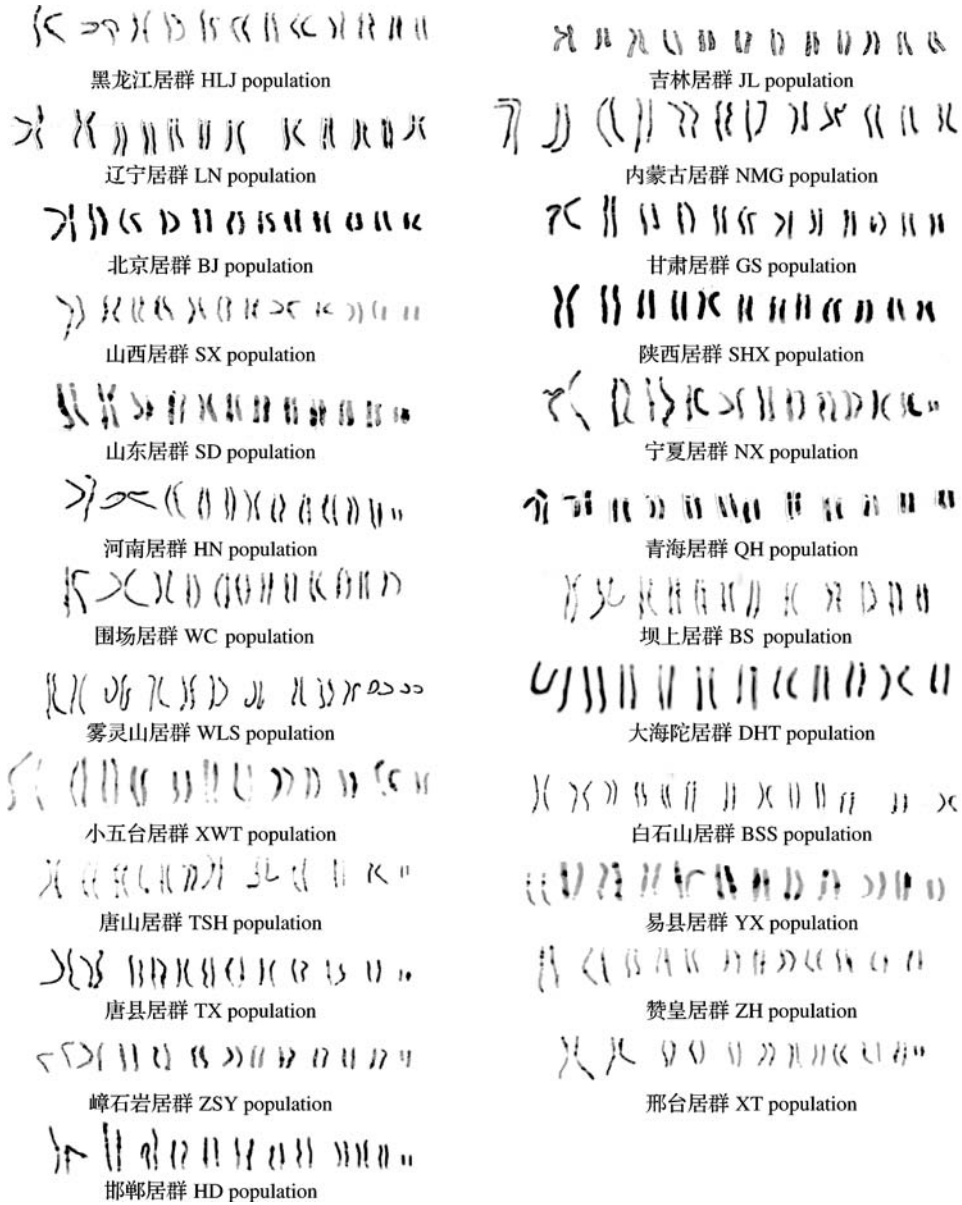 黑龙江居群 HLJ population
吉林居群 JL population
辽宁居群 LN population
内蒙古居群 NMG population
北京居群 BJ population
甘肃居群 GS population
山西居群 SX population
陕西居群 SHX population
山东居群 SD population
宁夏居群 NX population
河南居群 HN population
青海居群 QH population
围场居群 WC population
坝上居群 BS population
雾灵山居群 WLS population
大海陀居群 DHT population
小五台居群 XWT population
白石山居群 BSS population
唐山居群 TSH population
易县居群 YX population
唐县居群 TX population
赞皇居群 ZH population
嶂石岩居群 ZSY population
邢台居群 XT population
邯郸居群 HD population